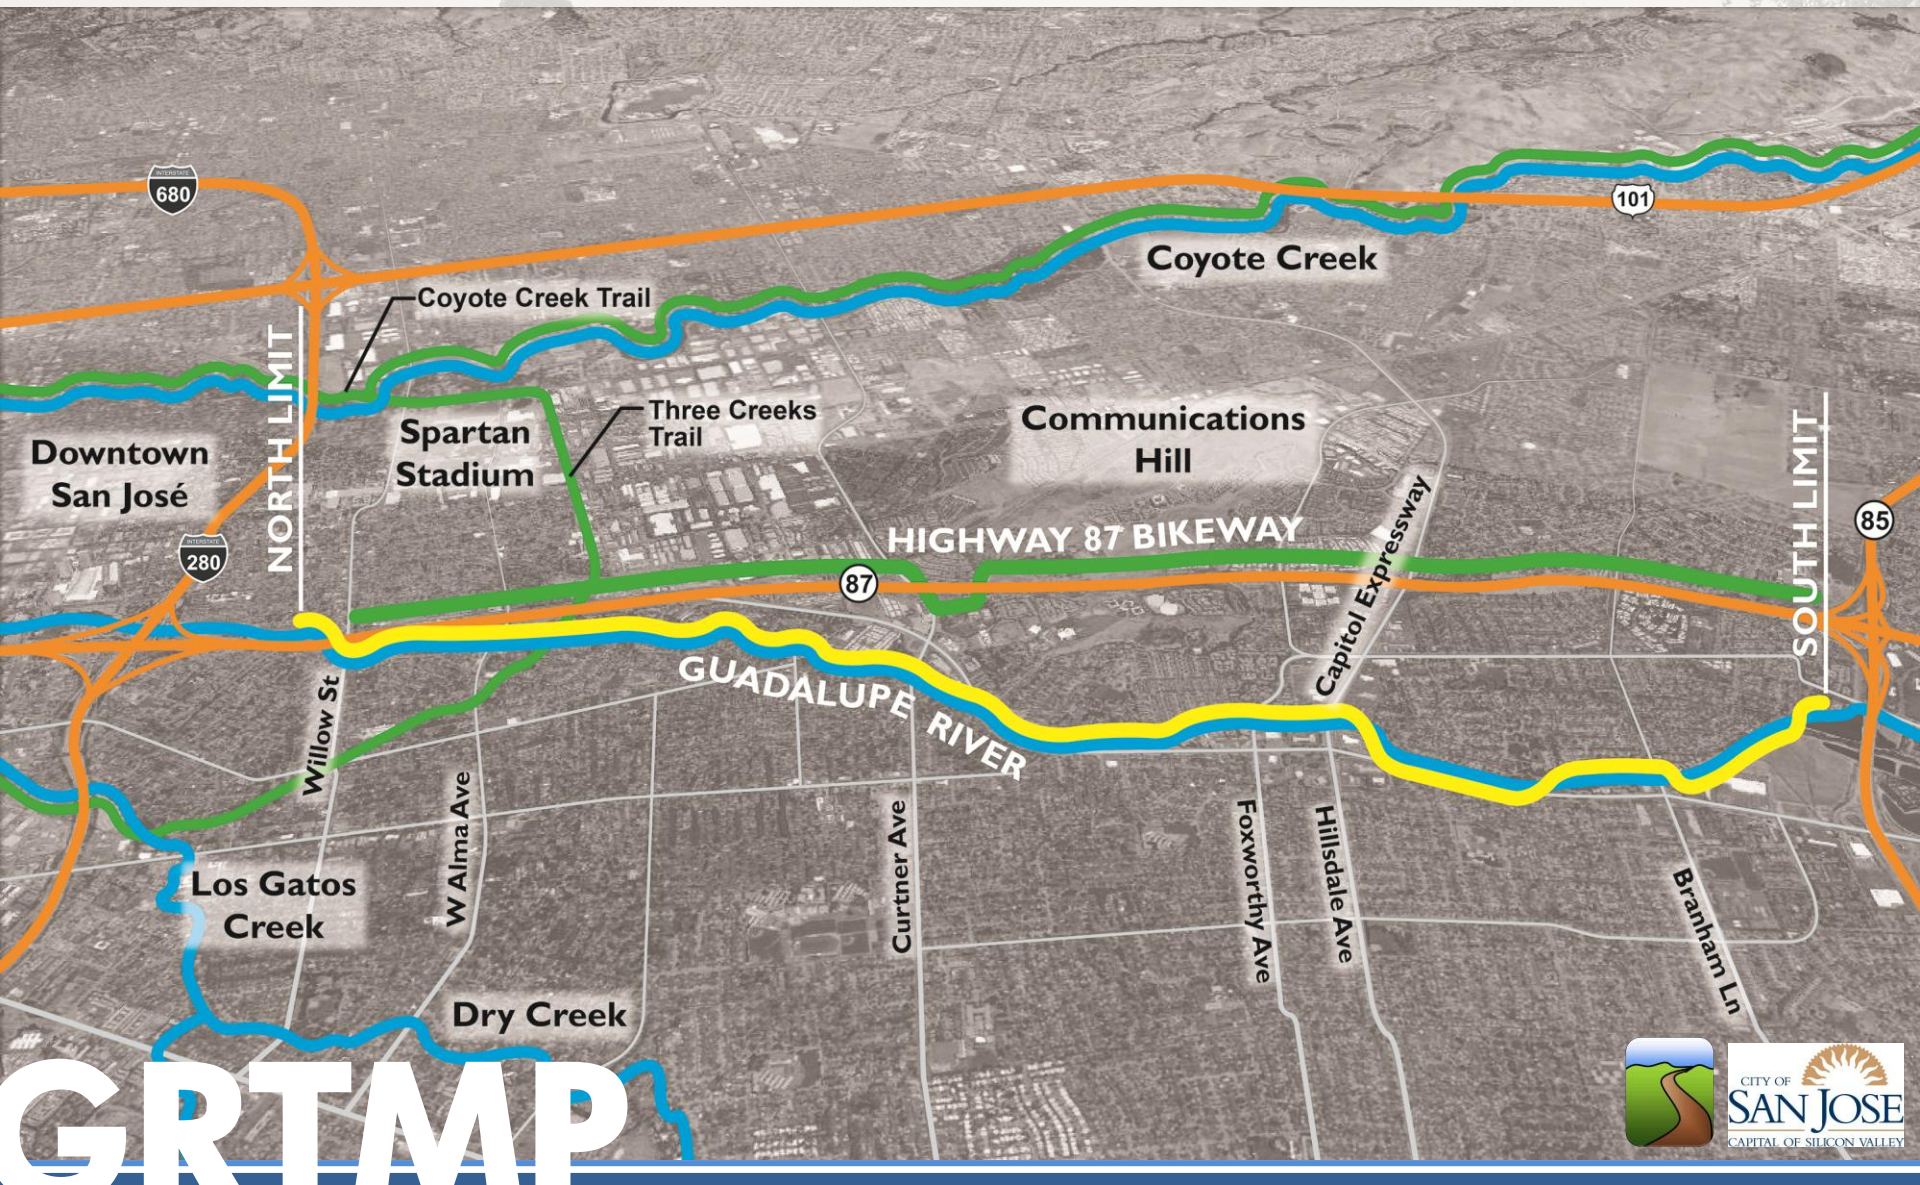 INTERSTATE
680
101
Coyote Creek
Coyote Creek Trail
NORTH LIMIT
Three Creeks
Trail
Spartan
Stadium
Communications
Hill
Downtown
San José
SOUTH LIMIT
85
HIGHWAY 87 BIKEWAY
INTERSTATE
280
87
Capitol Expressway
GUADALUPE RIVER
Willow St
W Alma Ave
Curtner Ave
Foxworthy Ave
Hillsdale Ave
Branham Ln
Los Gatos
Creek
Dry Creek
GRTMP
CITY OF
SAN JOSE
CAPITAL OF SILICON VALLEY